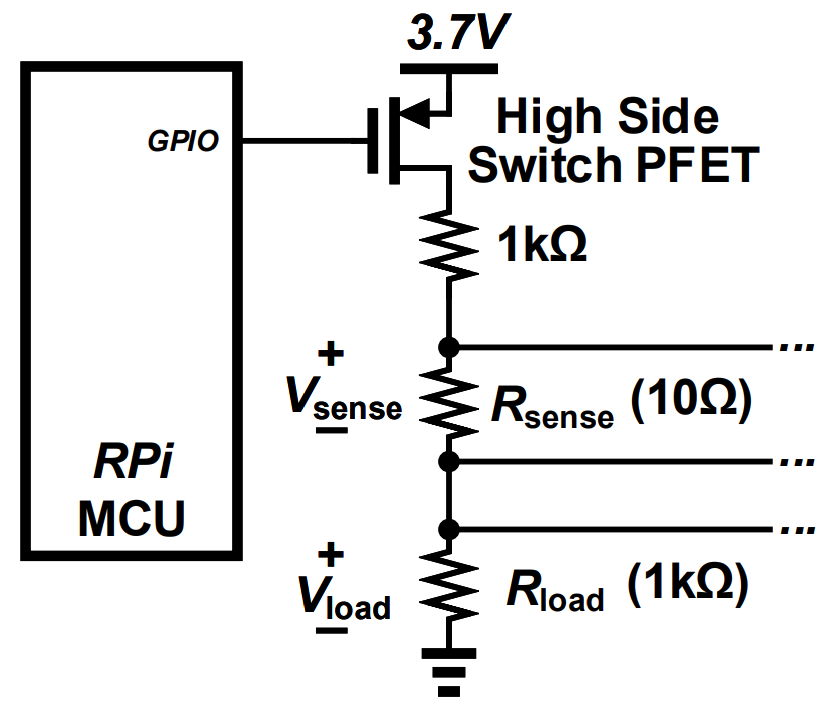 3.7V
High Side
Switch PFET
GPIO
1kΩ
+
Vsense
–
Rsense (10Ω)
...
...
RPi
MCU
...
+
Vload
–
Rload (1kΩ)